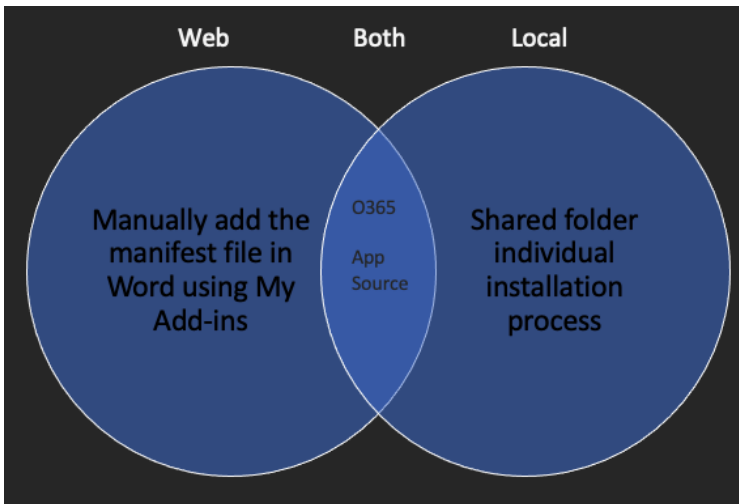 Web
Both
Local
Manually add the
manifest file in
Word using My
Add-ins
O365
App
Source
Shared folder
individual
installation
process